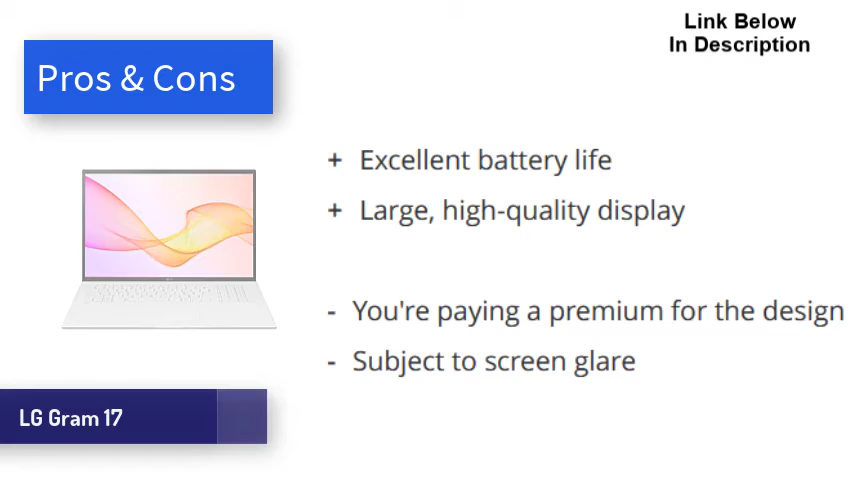 Link Below
In Description
Pros & Cons
+ Excellent battery life
+ Large, high-quality display
- You're paying a premium for the design
- Subject to screen glare
LG Gram 17